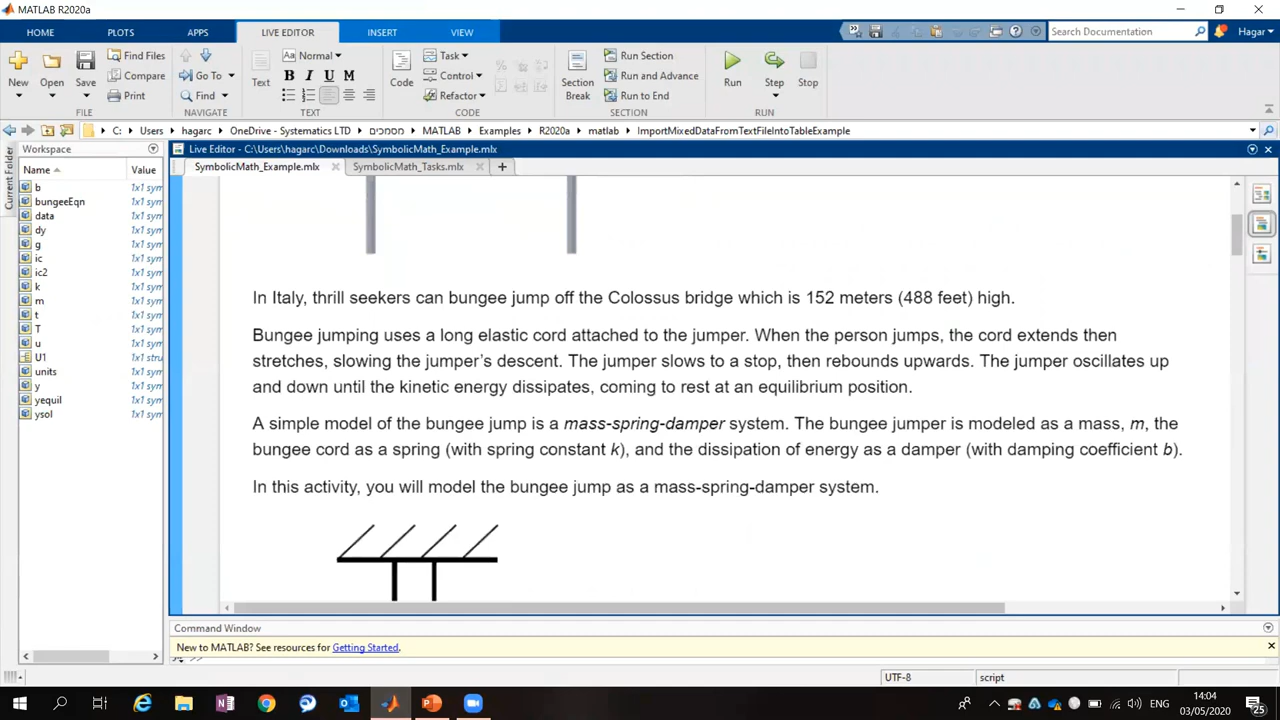 MATLAB R2020a
HOME PLOTS APPS LIVE EDITOR INSERT VIEW Search Documentation Hagar
New Open Save Find Files Compare Print Go To Find Text Normal B I U M Code Task Control Refactor Section Break Run Section Run and Advance Run to End Run Step Stop
FILE NAVIGATE TEXT CODE SECTION RUN
C: Users hagarc OneDrive - Systematics LTD מסמכים MATLAB Examples R2020a matlab ImportMixedDataFromTextFileIntoTableExample
Current Folder
Workspace
Name Value
b 1x1 sym
bungeeEqn 1x1 sym
data 1x1 sym
dy 1x1 sym
g 1x1 sym
ic 1x1 sym
ic2 1x1 sym
k 1x1 sym
m 1x1 sym
t 1x1 sym
T 1x1 sym
u 1x1 sym
U1 1x1 stru
units 1x1 sym
y 1x1 sym
yequil 1x1 sym
ysol 1x1 sym
Live Editor - C:\Users\hagarc\Downloads\SymbolicMath_Example.mlx
SymbolicMath_Example.mlx SymbolicMath_Tasks.mlx
In Italy, thrill seekers can bungee jump off the Colossus bridge which is 152 meters (488 feet) high.
Bungee jumping uses a long elastic cord attached to the jumper. When the person jumps, the cord extends then
stretches, slowing the jumper's descent. The jumper slows to a stop, then rebounds upwards. The jumper oscillates up
and down until the kinetic energy dissipates, coming to rest at an equilibrium position.
A simple model of the bungee jump is a mass-spring-damper system. The bungee jumper is modeled as a mass, m, the
bungee cord as a spring (with spring constant k), and the dissipation of energy as a damper (with damping coefficient b).
In this activity, you will model the bungee jump as a mass-spring-damper system.
Command Window
New to MATLAB? See resources for Getting Started.
UTF-8 script
ENG
14:04
03/05/2020
25